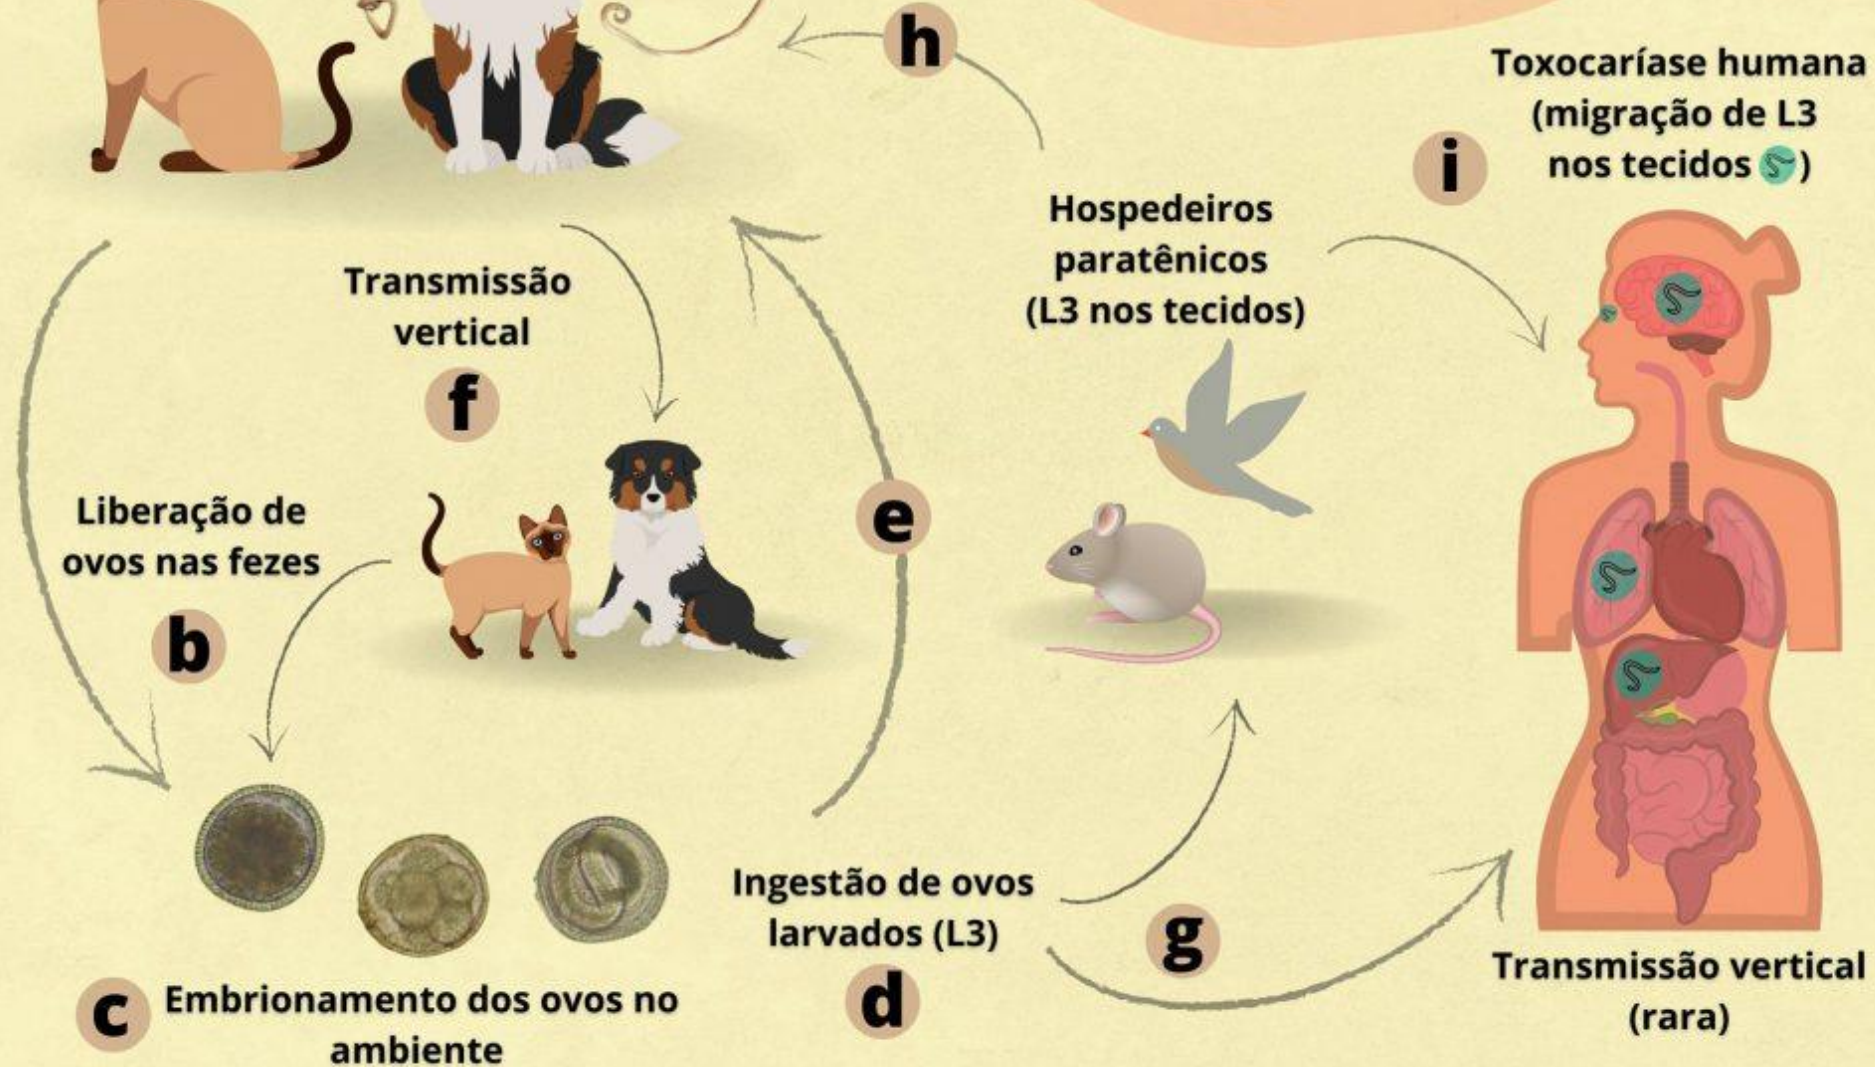 h
Toxocaríase humana
(migração de L3
nos tecidos )
i
Hospedeiros
paratênicos
(L3 nos tecidos)
Transmissão
vertical
f
e
Liberação de
ovos nas fezes
b
Ingestão de ovos
larvados (L3)
d
g
c
Embrionamento dos ovos no
ambiente
Transmissão vertical
(rara)